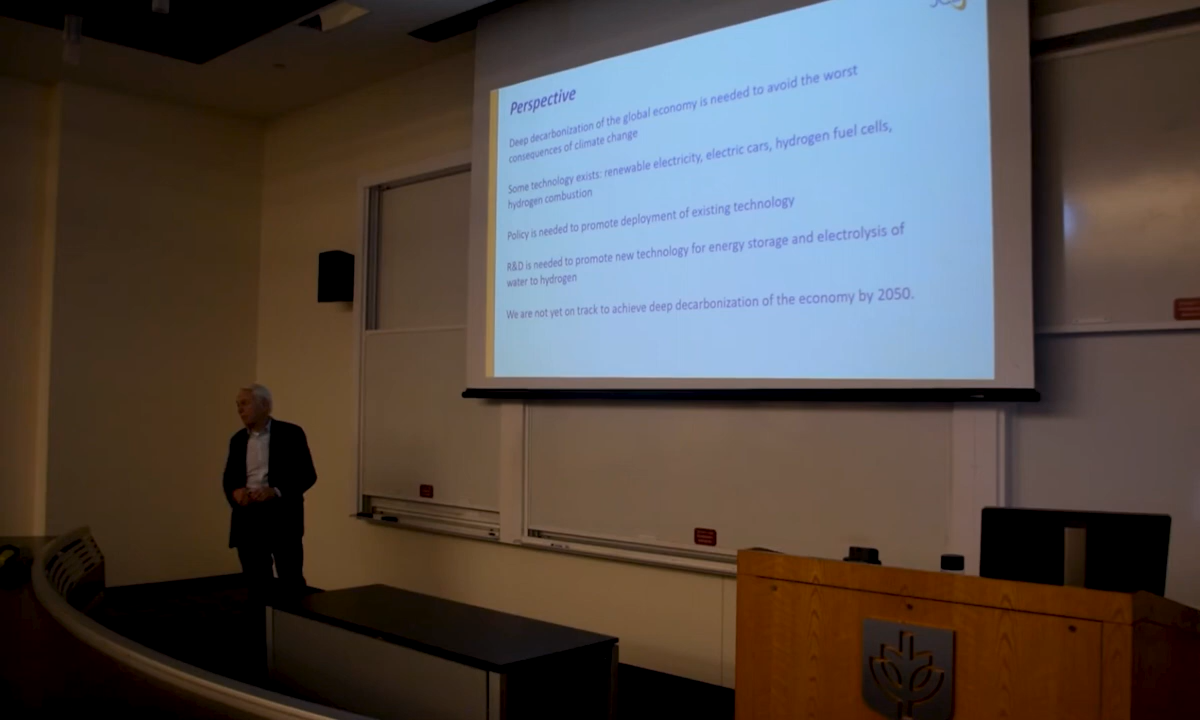 Perspective
Deep decarbonization of the global economy is needed to avoid the worst
consequences of climate change
Some technology exists: renewable electricity, electric cars, hydrogen fuel cells,
hydrogen combustion
Policy is needed to promote deployment of existing technology
R&D is needed to promote new technology for energy storage and electrolysis of
water to hydrogen
We are not yet on track to achieve deep decarbonization of the economy by 2050.